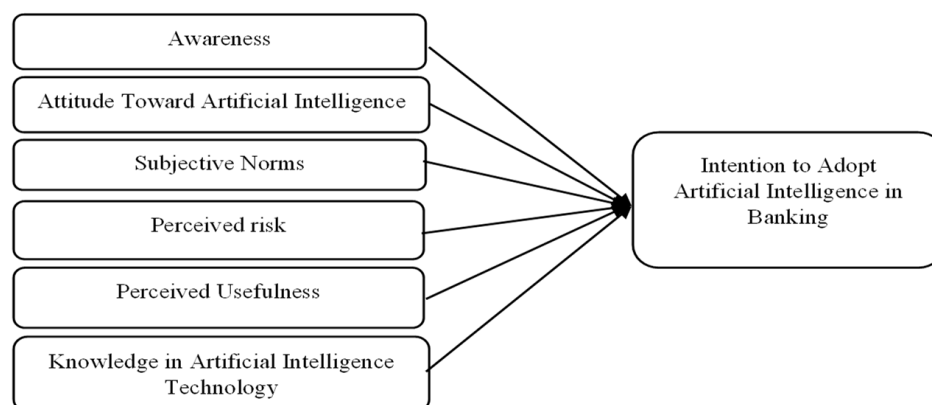 Awareness
Attitude Toward Artificial Intelligence
Subjective Norms
Perceived risk
Perceived Usefulness
Knowledge in Artificial Intelligence
Technology
Intention to Adopt
Artificial Intelligence in
Banking